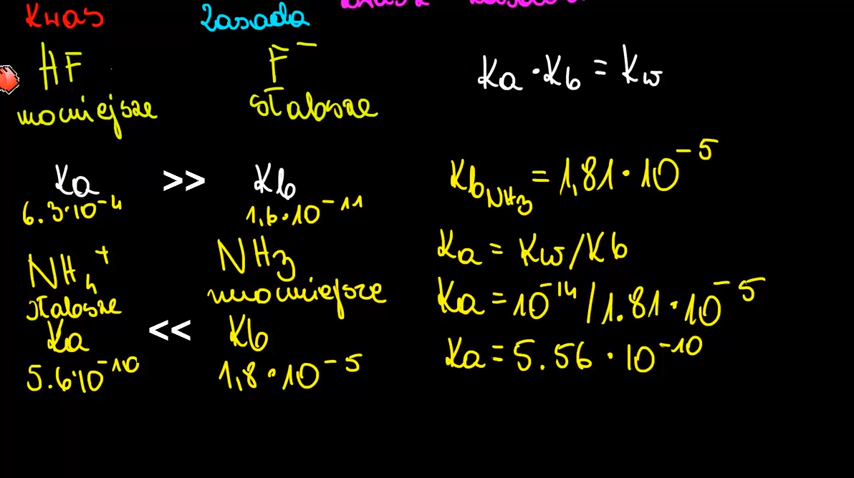 Kwas Zasada
HF F⁻
mocniejsze słabsze
Ka · Kb = Kw
Ka >> Kb
6.3·10⁻⁴ 1,6·10⁻¹¹
NH₄⁺ NH₃
słabsze mocniejsze
Ka << Kb
5.6·10⁻¹⁰ 1,8·10⁻⁵
Kb NH₃ = 1,81·10⁻⁵
Ka = Kw/Kb
Ka = 10⁻¹⁴/1.81·10⁻⁵
Ka = 5.56·10⁻¹⁰